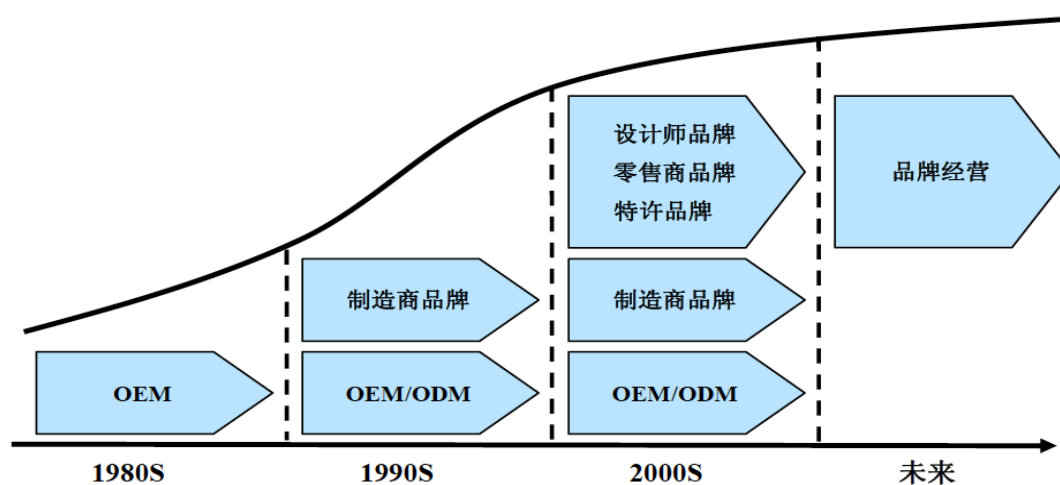 设计师品牌
零售商品牌
特许品牌
品牌经营
制造商品牌
制造商品牌
OEM
OEM/ODM
OEM/ODM
1980S
1990S
2000S
未来